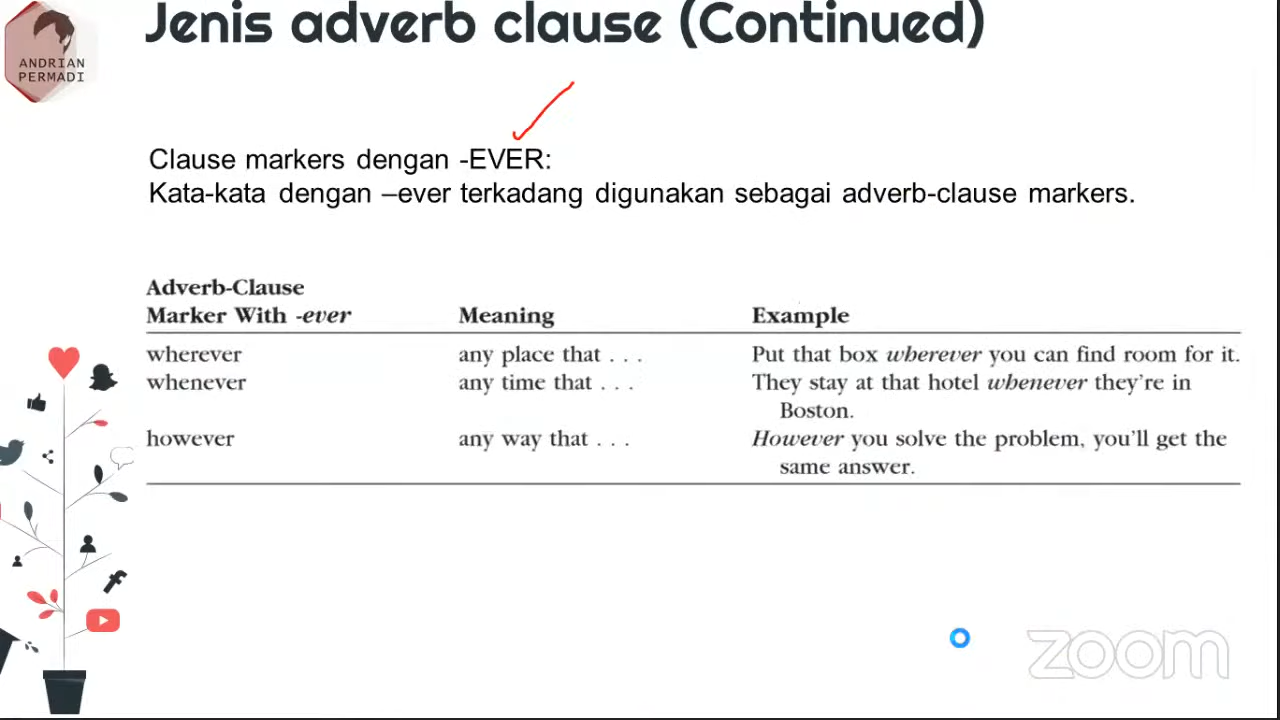 Jenis adverb clause (Continued)
ANDRIAN
PERMADI
Clause markers dengan -EVER:
Kata-kata dengan –ever terkadang digunakan sebagai adverb-clause markers.
Adverb-Clause
Marker With -ever Meaning Example
wherever any place that . . . Put that box wherever you can find room for it.
whenever any time that . . . They stay at that hotel whenever they're in
Boston.
however any way that . . . However you solve the problem, you'll get the
same answer.
zoom